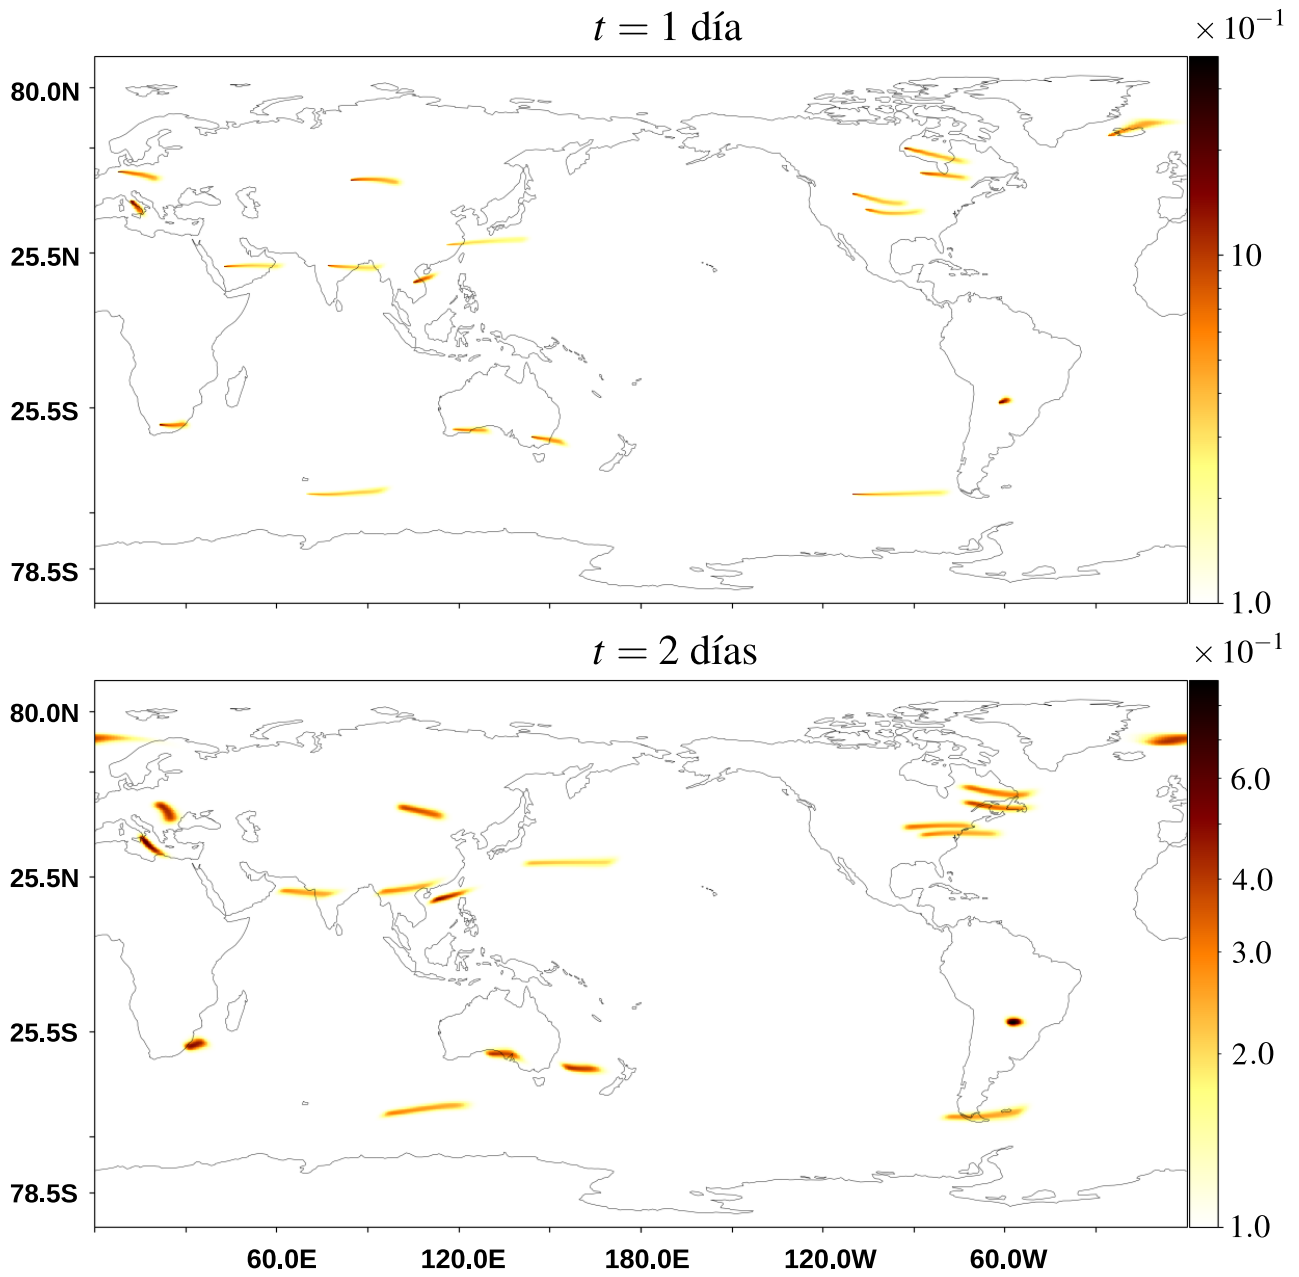 t = 1 día
× 10⁻¹
80.0N
25.5N
10
25.5S
78.5S
1.0
t = 2 días
× 10⁻¹
80.0N
6.0
25.5N
4.0
3.0
25.5S
2.0
78.5S
1.0
60.0E 120.0E 180.0E 120.0W 60.0W